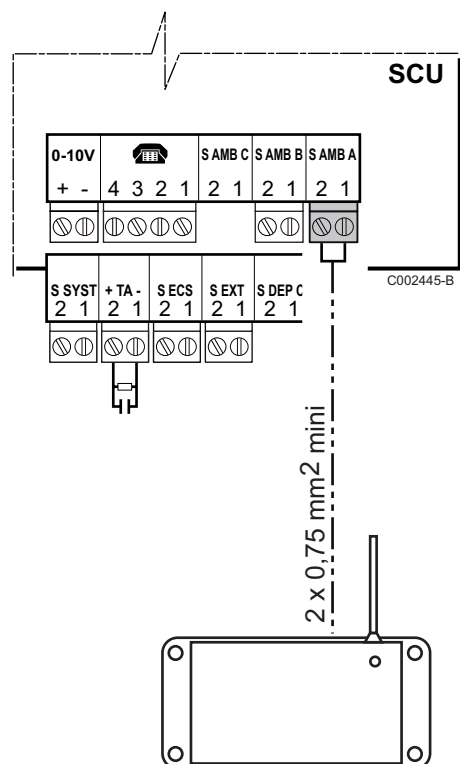 SCU
0-10V S AMB C S AMB B S AMB A
+ - 4 3 2 1 2 1 2 1 2 1
C002445-B
S SYST + TA - S ECS S EXT S DEP C
2 1 2 1 2 1 2 1 2 1
2 x 0,75 mm² mini